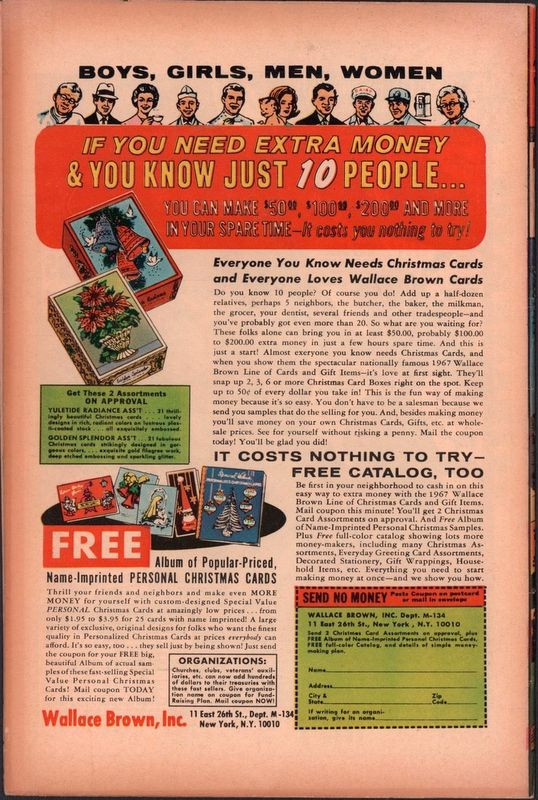 BOYS, GIRLS, MEN, WOMEN
IF YOU NEED EXTRA MONEY
& YOU KNOW JUST 10 PEOPLE...
YOU CAN MAKE $50.00, $100.00, $200.00 AND MORE
IN YOUR SPARE TIME—It costs you nothing to try!
Everyone You Know Needs Christmas Cards
and Everyone Loves Wallace Brown Cards
Do you know 10 people? Of course you do! Add up a half-dozen
relatives, perhaps 5 neighbors, the butcher, the baker, the milkman,
the grocer, your dentist, several friends and other tradespeople—and
you've probably got even more than 20. So what are you waiting for?
These folks alone can bring you in at least $50.00, probably $100.00
to $200.00 extra money in just a few hours spare time. And this is
just a start! Almost everyone you know needs Christmas Cards, and
when you show them the spectacular nationally famous 1967 Wallace
Brown Line of Cards and Gift Items—it's love at first sight. They'll
snap up 2, 3, 6 or more Christmas Card Boxes right on the spot. Keep
up to 50¢ of every dollar you take in! This is the fun way of making
money because it's so easy. You don't have to be a salesman because we
send you samples that do the selling for you. And, besides making money
you'll save money on your own Christmas Cards, Gifts, etc. at whole-
sale prices. See for yourself without risking a penny. Mail the coupon
today! You'll be glad you did!
Get These 2 Assortments
ON APPROVAL
YULETIDE RADIANCE ASS'T . . . 21 thrill-
ingly beautiful Christmas cards . . . lovely
designs in rich, radiant colors on lustrous plas-
ti-coated stock . . . all exquisitely embossed.
GOLDEN SPLENDOR ASS'T . . . 21 fabulous
Christmas cards strikingly designed in gor-
geous colors, . . . exquisite gold filagree work,
deep etched embossing and sparkling glitter.
IT COSTS NOTHING TO TRY—
FREE CATALOG, TOO
Be first in your neighborhood to cash in on this
easy way to extra money with the 1967 Wallace
Brown Line of Christmas Cards and Gift Items.
Mail coupon this minute! You'll get 2 Christmas
Card Assortments on approval. And Free Album
of Name-Imprinted Personal Christmas Samples.
Plus Free full-color catalog showing lots more
money-makers, including many Christmas As-
sortments, Everyday Greeting Card Assortments,
Decorated Stationery, Gift Wrappings, House-
hold Items, etc. Everything you need to start
making money at once—and we show you how.
FREE
Album of Popular-Priced,
Name-Imprinted PERSONAL CHRISTMAS CARDS
Thrill your friends and neighbors and make even MORE
MONEY for yourself with custom-designed Special Value
PERSONAL Christmas Cards at amazingly low prices . . . from
only $1.95 to $3.95 for 25 cards with name imprinted! A large
variety of exclusive, original designs for folks who want the finest
quality in Personalized Christmas Cards at prices everybody can
afford. It's so easy, too . . . they sell just by being shown! Just send
the coupon for your FREE big,
beautiful Album of actual sam-
ples of these fast-selling Special
Value Personal Christmas
Cards! Mail coupon TODAY
for this exciting new Album!
ORGANIZATIONS:
Churches, clubs, veterans' auxil-
iaries, etc. can now add hundreds
of dollars to their treasuries with
these fast sellers. Give organiza-
tion name on coupon for Fund-
Raising Plan. Mail coupon NOW!
Wallace Brown, Inc.
11 East 26th St., Dept. M-134
New York, N.Y. 10010
SEND NO MONEY
Paste Coupon on postcard
or mail in envelope
WALLACE BROWN, INC. Dept. M-134
11 East 26th St., New York, N.Y. 10010
Send 2 Christmas Card Assortments on approval, plus
FREE Album of Name-Imprinted Personal Christmas Cards,
FREE full-color Catalog, and details of simple money-
making plan.
Name
Address
City & State
Zip Code
If writing for an organi-
zation, give its name